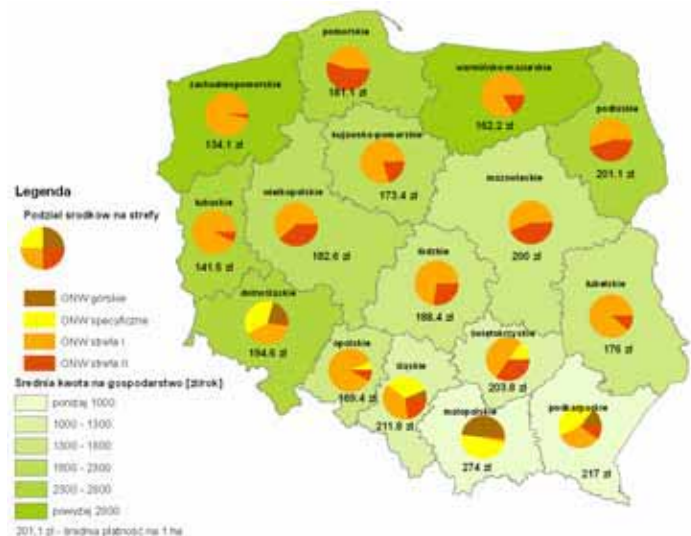 pomorskie
181.1 zł
warmińsko-mazurskie
162.2 zł
zachodniopomorskie
134.1 zł
podlaskie
201.1 zł
kujawsko-pomorskie
173.4 zł
mazowieckie
200 zł
wielkopolskie
182.6 zł
lubuskie
141.5 zł
łódzkie
188.4 zł
lubelskie
176 zł
dolnośląskie
194.6 zł
opolskie
169.4 zł
śląskie
211.8 zł
świętokrzyskie
203.8 zł
małopolskie
274 zł
podkarpackie
217 zł
Legenda
Podział środków na strefy
ONW górskie
ONW specyficzne
ONW strefa I
ONW strefa II
Średnia kwota na gospodarstwo [zł/rok]
poniżej 1000
1000 - 1300
1300 - 1800
1800 - 2300
2300 - 2800
powyżej 2800
201,1 zł - średnia płatność na 1 ha